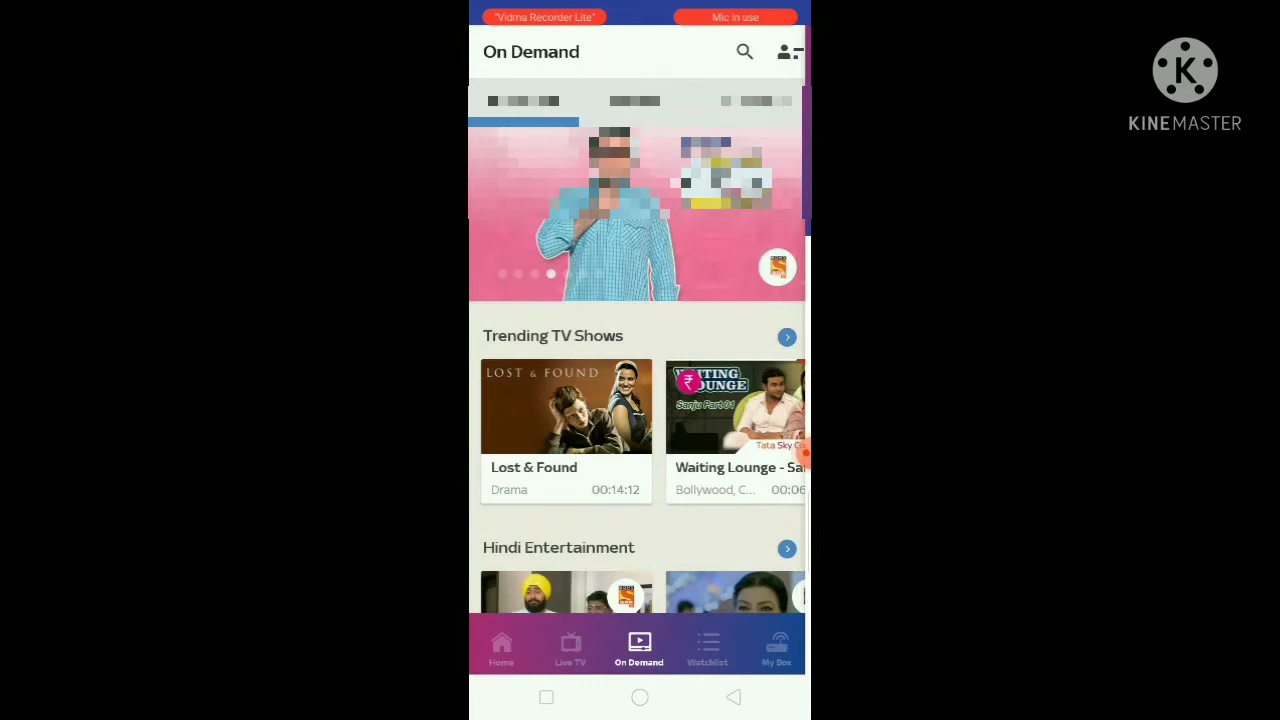 "Vidma Recorder Lite"
Mic in use
On Demand
KINEMASTER
Trending TV Shows
LOST & FOUND
WAITING
LOUNGE
Sanju Part 01
Tata Sky Co
Lost & Found
Waiting Lounge - Sa
Drama
00:14:12
Bollywood, C...
00:06
Hindi Entertainment
Home
Live TV
On Demand
Watchlist
My Box